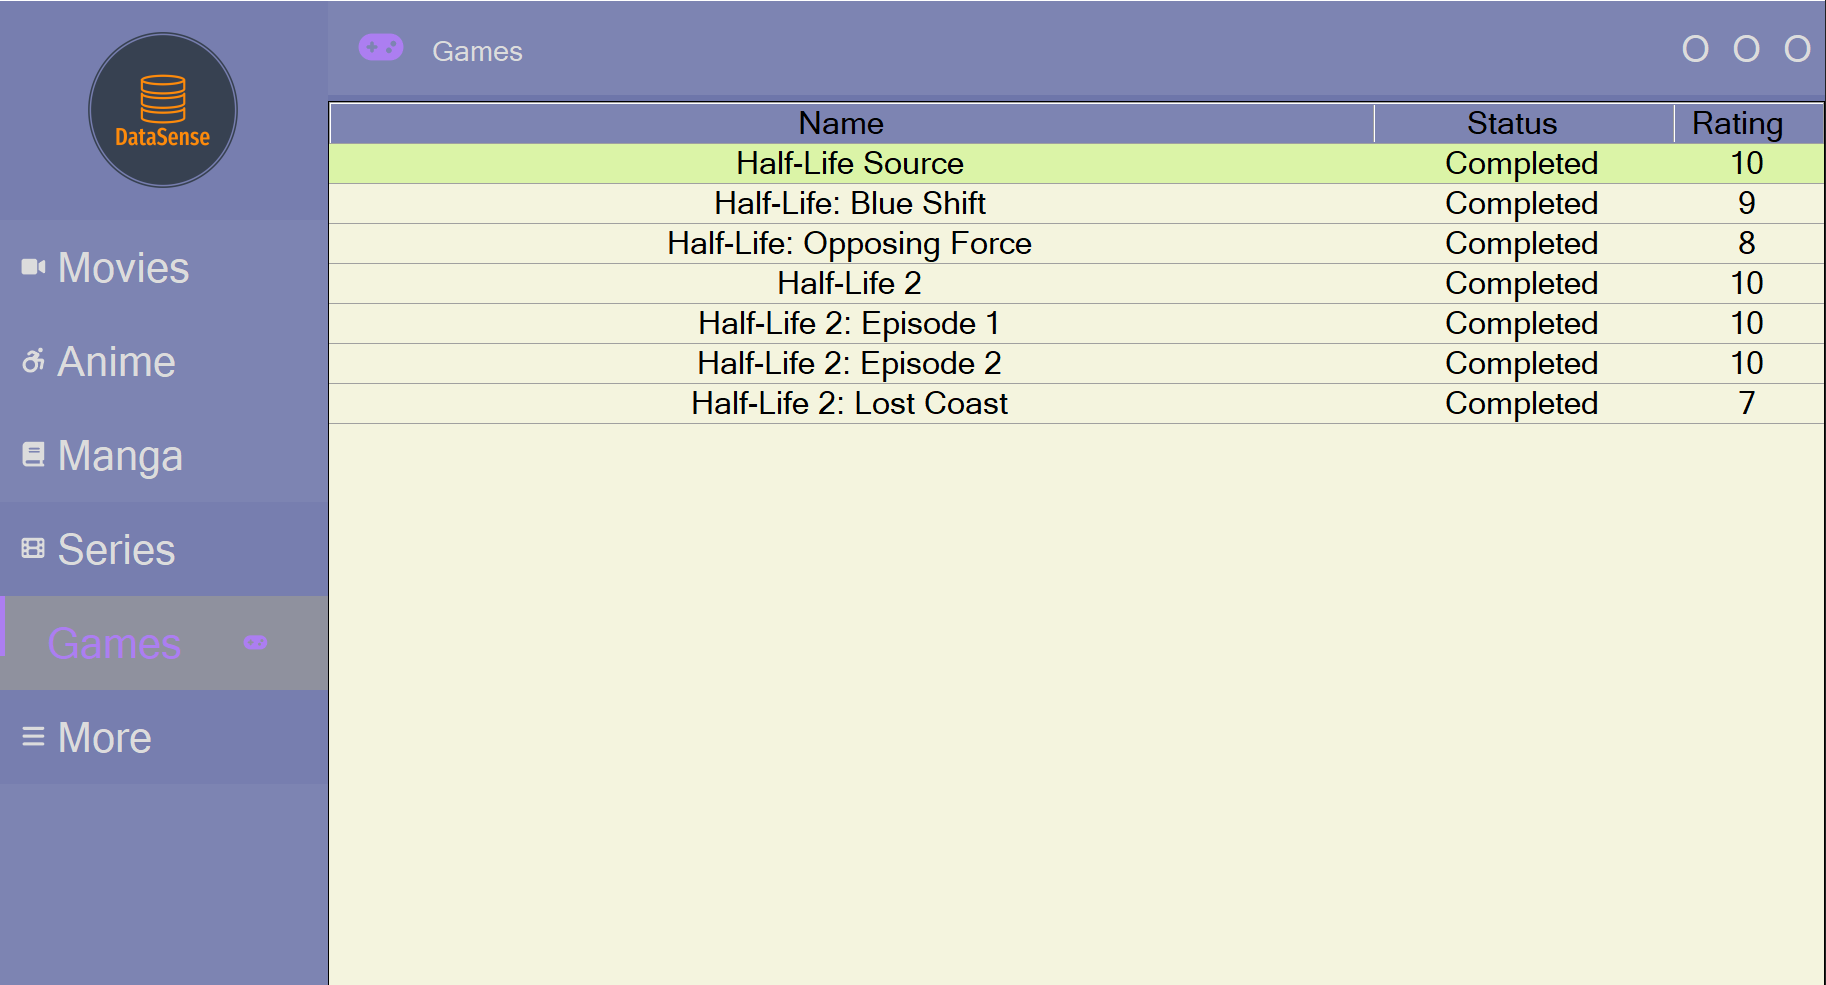 DataSense
Games
O O O
Movies
Anime
Manga
Series
Games
More
Name Status Rating
Half-Life Source Completed 10
Half-Life: Blue Shift Completed 9
Half-Life: Opposing Force Completed 8
Half-Life 2 Completed 10
Half-Life 2: Episode 1 Completed 10
Half-Life 2: Episode 2 Completed 10
Half-Life 2: Lost Coast Completed 7